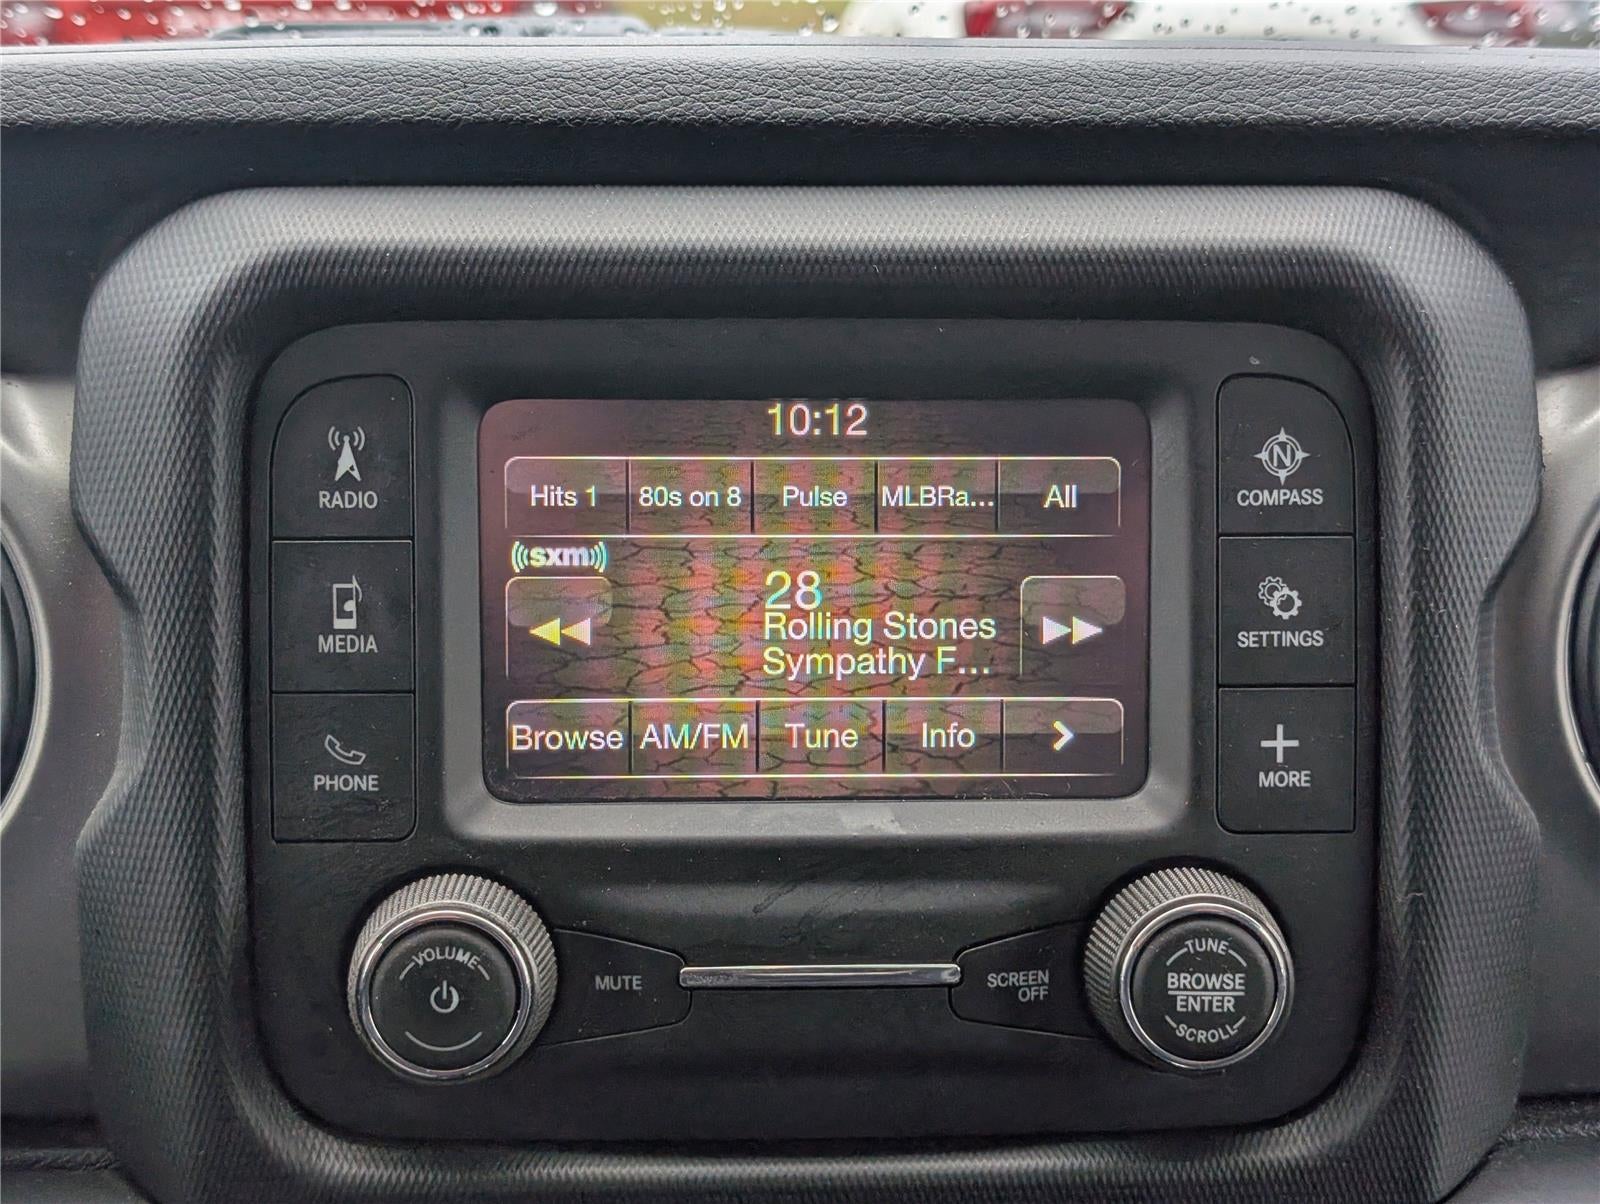 10:12
Hits 1 80s on 8 Pulse MLBRa... All
((sxm))
28
Rolling Stones
Sympathy F...
Browse AM/FM Tune Info >
RADIO
MEDIA
PHONE
N
COMPASS
SETTINGS
+
MORE
VOLUME
MUTE
SCREEN
OFF
TUNE
BROWSE
ENTER
SCROLL